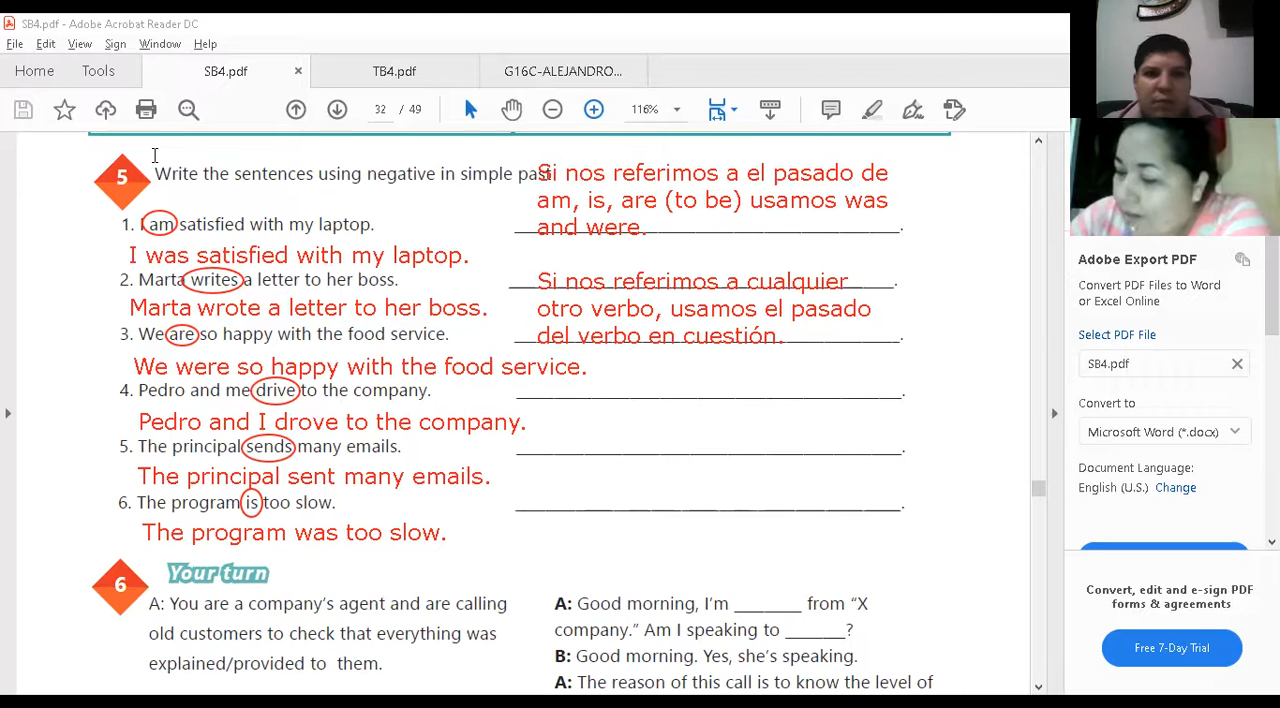 SB4.pdf - Adobe Acrobat Reader DC
File Edit View Sign Window Help
Home Tools SB4.pdf × TB4.pdf G16C-ALEJANDRO...
32 / 49 116%
5 Write the sentences using negative in simple past
Si nos referimos a el pasado de
am, is, are (to be) usamos was
and were.
1. I am satisfied with my laptop.
I was satisfied with my laptop.
2. Marta writes a letter to her boss.
Si nos referimos a cualquier
otro verbo, usamos el pasado
del verbo en cuestión.
Marta wrote a letter to her boss.
3. We are so happy with the food service.
We were so happy with the food service.
4. Pedro and me drive to the company.
Pedro and I drove to the company.
5. The principal sends many emails.
The principal sent many emails.
6. The program is too slow.
The program was too slow.
6 Your turn
A: You are a company's agent and are calling
old customers to check that everything was
explained/provided to them.
A: Good morning, I'm ________ from “X
company.” Am I speaking to _______?
B: Good morning. Yes, she's speaking.
A: The reason of this call is to know the level of
Adobe Export PDF
Convert PDF Files to Word
or Excel Online
Select PDF File
SB4.pdf
Convert to
Microsoft Word (*.docx)
Document Language:
English (U.S.) Change
Convert, edit and e-sign PDF
forms & agreements
Free 7-Day Trial